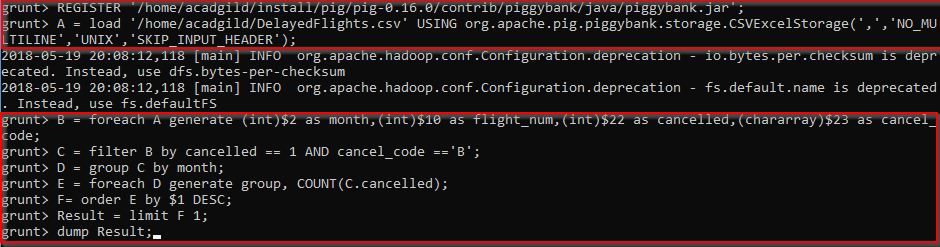 grunt> REGISTER '/home/acadgild/install/pig/pig-0.16.0/contrib/piggybank/java/piggybank.jar';
grunt> A = load '/home/acadgild/DelayedFlights.csv' USING org.apache.pig.piggybank.storage.CSVExcelStorage(',','NO_MU
LTILINE','UNIX','SKIP_INPUT_HEADER');
2018-05-19 20:08:12,118 [main] INFO  org.apache.hadoop.conf.Configuration.deprecation - io.bytes.per.checksum is depr
ecated. Instead, use dfs.bytes-per-checksum
2018-05-19 20:08:12,118 [main] INFO  org.apache.hadoop.conf.Configuration.deprecation - fs.default.name is deprecated
. Instead, use fs.defaultFS
grunt> B = foreach A generate (int)$2 as month,(int)$10 as flight_num,(int)$22 as cancelled,(chararray)$23 as cancel_
code;
grunt> C = filter B by cancelled == 1 AND cancel_code =='B';
grunt> D = group C by month;
grunt> E = foreach D generate group, COUNT(C.cancelled);
grunt> F= order E by $1 DESC;
grunt> Result = limit F 1;
grunt> dump Result;